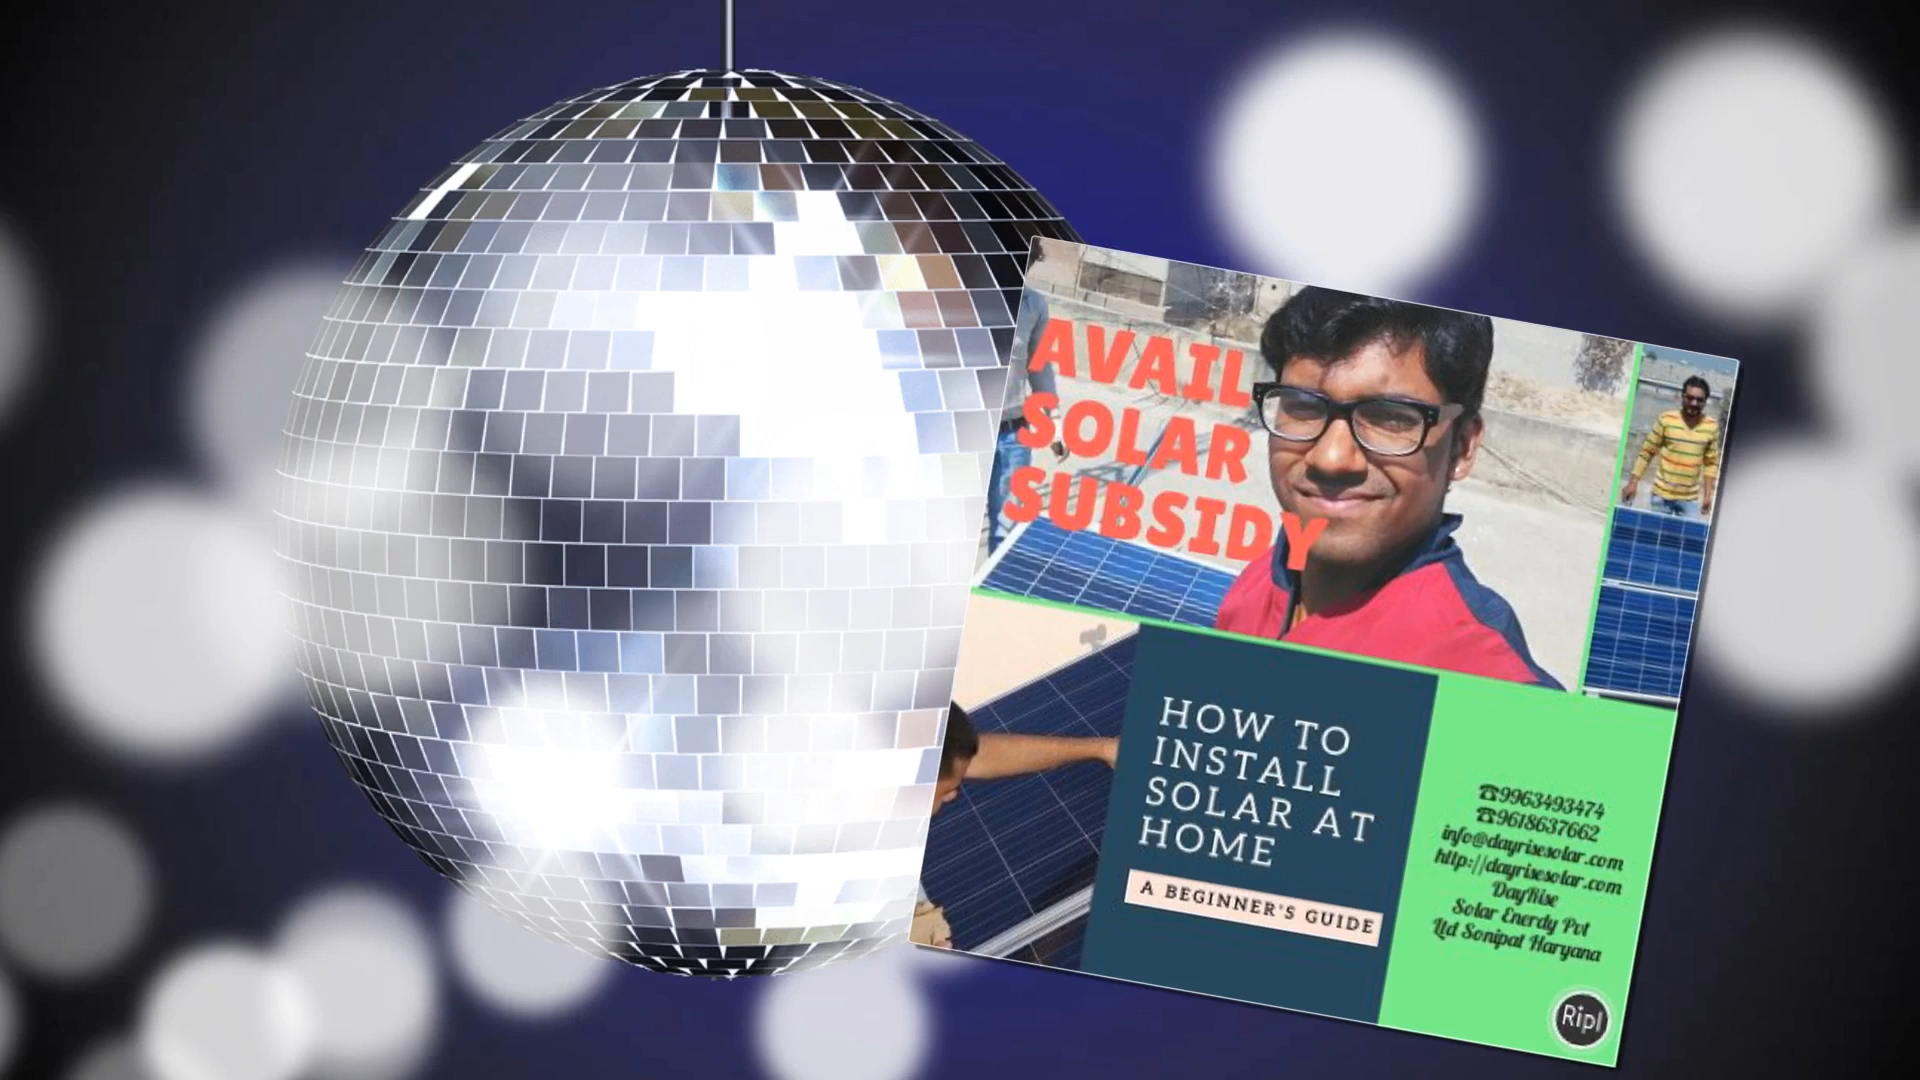 AVAIL
SOLAR
SUBSIDY
HOW TO
INSTALL
SOLAR AT
HOME
A BEGINNER'S GUIDE
☎9963493474
☎9618637662
info@dayrisesolar.com
http://dayrisesolar.com
DayRise
Solar Enerdy Pvt
Ltd Sonipat Haryana
Ripl